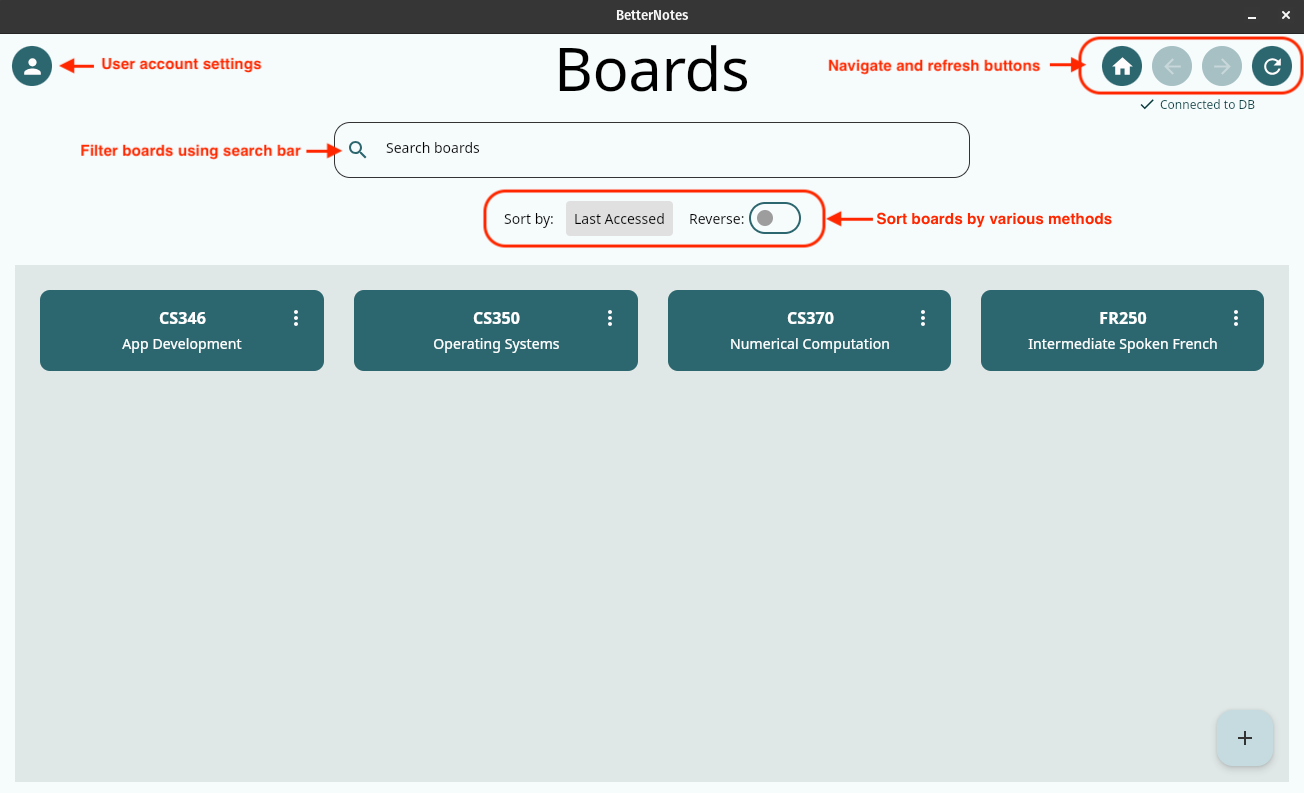 BetterNotes
User account settings
Boards
Navigate and refresh buttons
Connected to DB
Filter boards using search bar
Search boards
Sort by:
Last Accessed
Reverse:
Sort boards by various methods
CS346
App Development
CS350
Operating Systems
CS370
Numerical Computation
FR250
Intermediate Spoken French